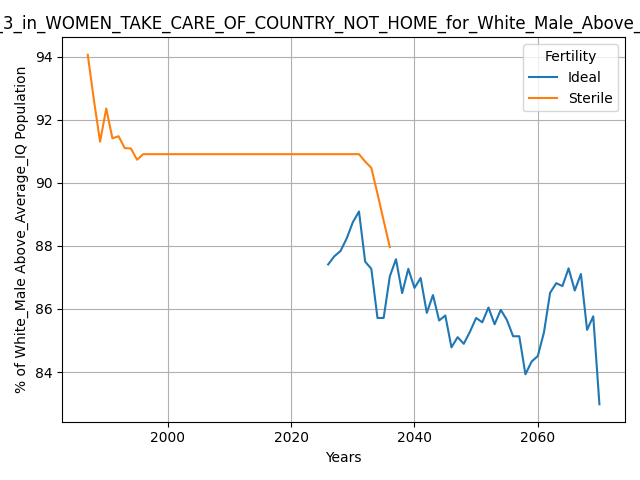 _3_in_WOMEN_TAKE_CARE_OF_COUNTRY_NOT_HOME_for_White_Male_Above_
% of White_Male Above_Average_IQ Population
94
92
90
88
86
84
Fertility
Ideal
Sterile
2000
2020
2040
2060
Years